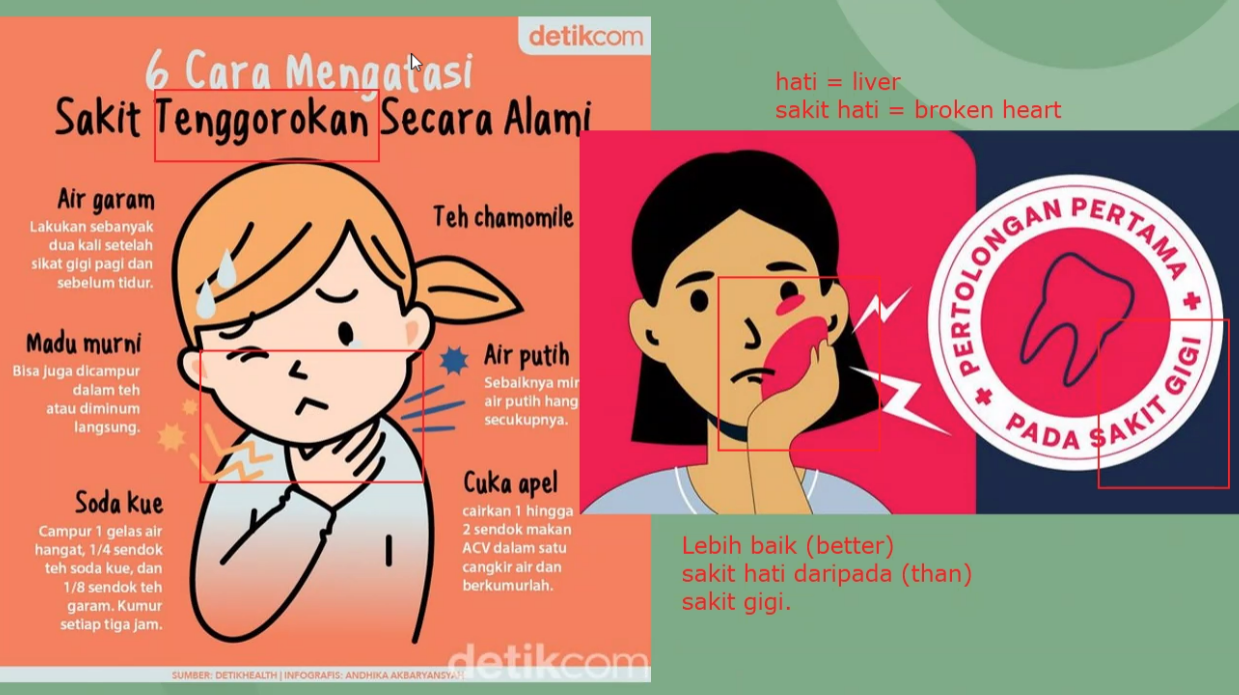 detikcom
6 Cara Mengatasi
Sakit Tenggorokan Secara Alami
Air garam
Lakukan sebanyak
dua kali setelah
sikat gigi pagi dan
sebelum tidur.
Madu murni
Bisa juga dicampur
dalam teh
atau diminum
langsung.
Soda kue
Campur 1 gelas air
hangat, 1/4 sendok
teh soda kue, dan
1/8 sendok teh
garam. Kumur
setiap tiga jam.
Teh chamomile
Air putih
Sebaiknya mir
air putih hang
secukupnya.
Cuka apel
cairkan 1 hingga
2 sendok makan
ACV dalam satu
cangkir air dan
berkumurlah.
SUMBER: DETIKHEALTH | INFOGRAFIS: ANDHIKA AKBARYANSYAH
detikcom
hati = liver
sakit hati = broken heart
PERTOLONGAN PERTAMA
PADA SAKIT GIGI
Lebih baik (better)
sakit hati daripada (than)
sakit gigi.